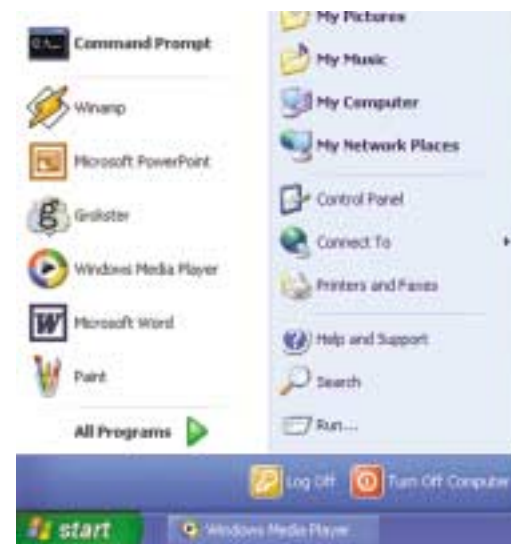 Command Prompt
Winamp
Microsoft PowerPoint
Grokster
Windows Media Player
Microsoft Word
Paint
All Programs
My Pictures
My Music
My Computer
My Network Places
Control Panel
Connect To
Printers and Faxes
Help and Support
Search
Run...
Log Off
Turn Off Computer
start
Windows Media Player